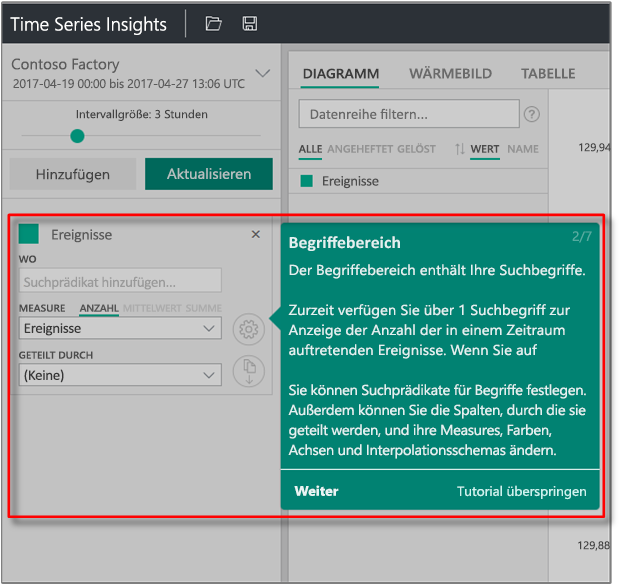 Time Series Insights
Contoso Factory
2017-04-19 00:00 bis 2017-04-27 13:06 UTC
Intervallgröße: 3 Stunden
Hinzufügen Aktualisieren
DIAGRAMM WÄRMEBILD TABELLE
Datenreihe filtern... ?
ALLE ANGEHEFTET GELÖST WERT NAME
Ereignisse
129,94
Ereignisse ×
WO
Suchprädikat hinzufügen...
MEASURE ANZAHL MITTELWERT SUMME
Ereignisse
GETEILT DURCH
(Keine)
Begriffebereich 2/7
Der Begriffebereich enthält Ihre Suchbegriffe.
Zurzeit verfügen Sie über 1 Suchbegriff zur
Anzeige der Anzahl der in einem Zeitraum
auftretenden Ereignisse. Wenn Sie auf
Sie können Suchprädikate für Begriffe festlegen.
Außerdem können Sie die Spalten, durch die sie
geteilt werden, und ihre Measures, Farben,
Achsen und Interpolationsschemas ändern.
Weiter Tutorial überspringen
129,88